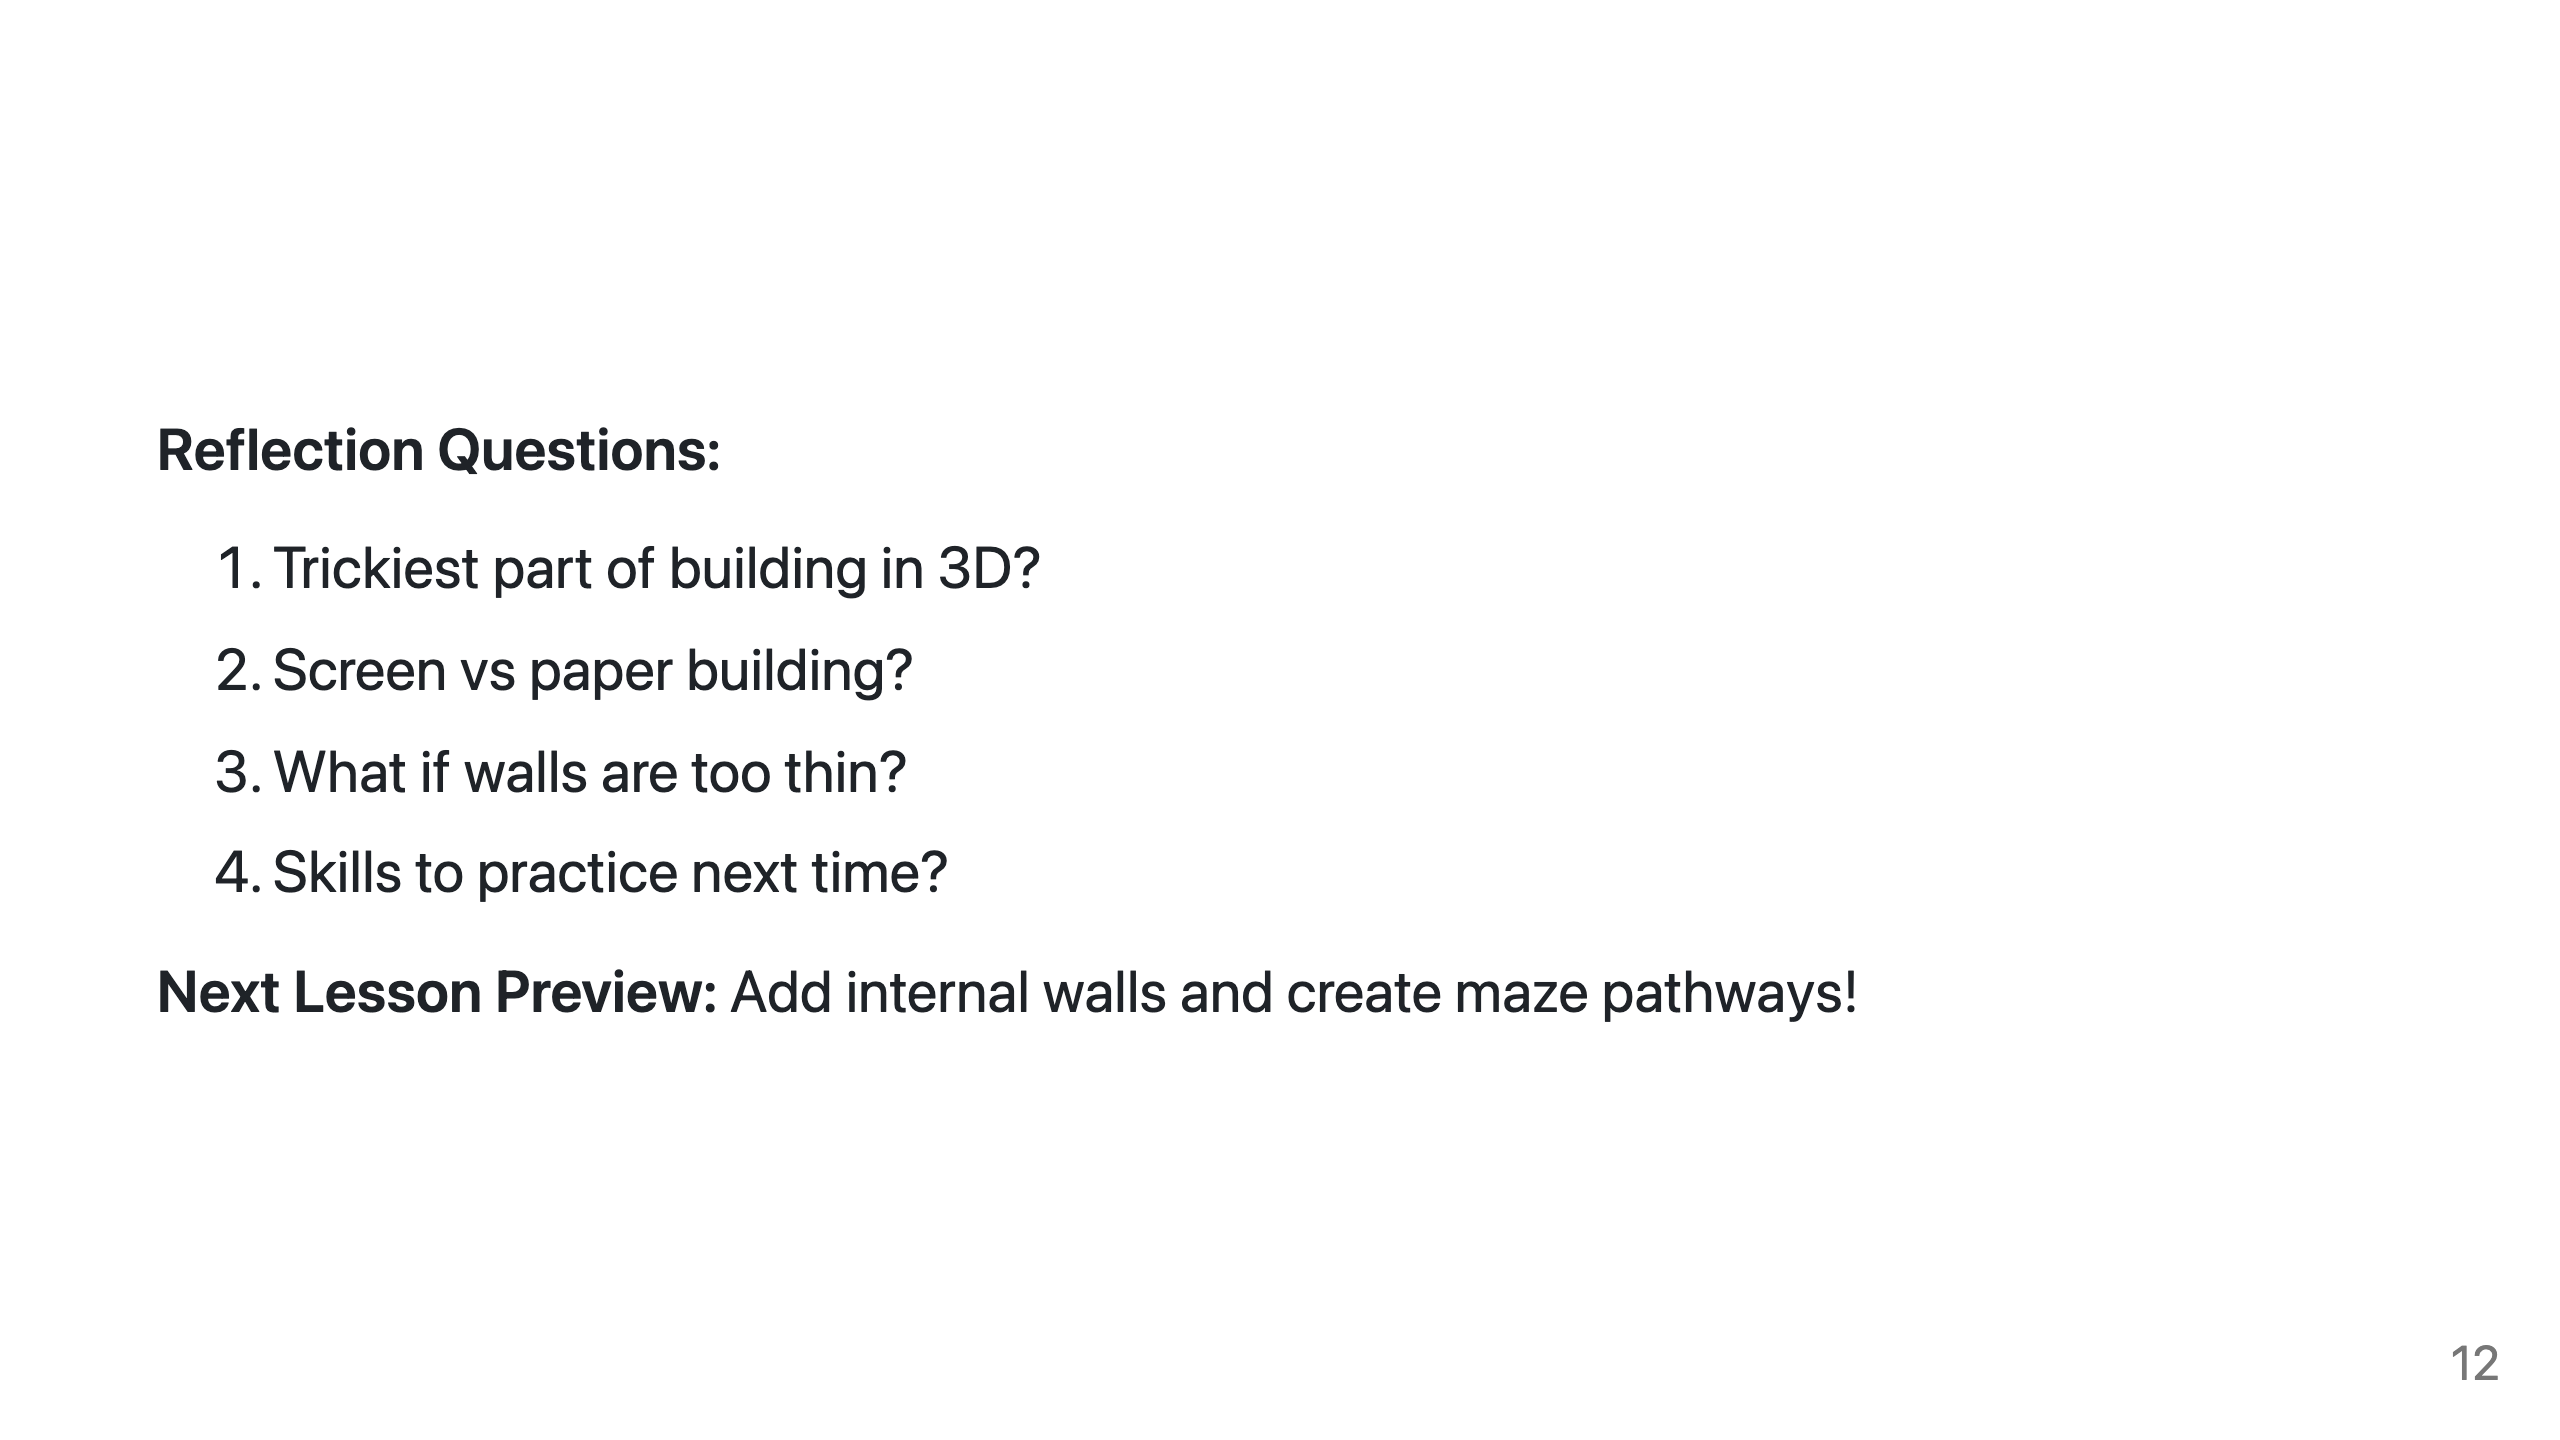 Reflection Questions:
1. Trickiest part of building in 3D?
2. Screen vs paper building?
3. What if walls are too thin?
4. Skills to practice next time?
Next Lesson Preview: Add internal walls and create maze pathways!
12